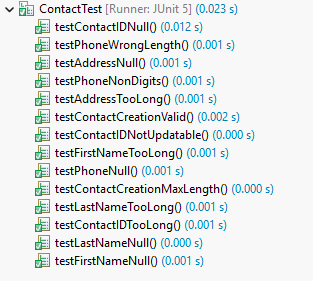 ContactTest [Runner: JUnit 5] (0.023 s)
testContactIDNull() (0.012 s)
testPhoneWrongLength() (0.001 s)
testAddressNull() (0.001 s)
testPhoneNonDigits() (0.001 s)
testAddressTooLong() (0.001 s)
testContactCreationValid() (0.002 s)
testContactIDNotUpdatable() (0.000 s)
testFirstNameTooLong() (0.001 s)
testPhoneNull() (0.001 s)
testContactCreationMaxLength() (0.000 s)
testLastNameTooLong() (0.001 s)
testContactIDTooLong() (0.001 s)
testLastNameNull() (0.000 s)
testFirstNameNull() (0.001 s)